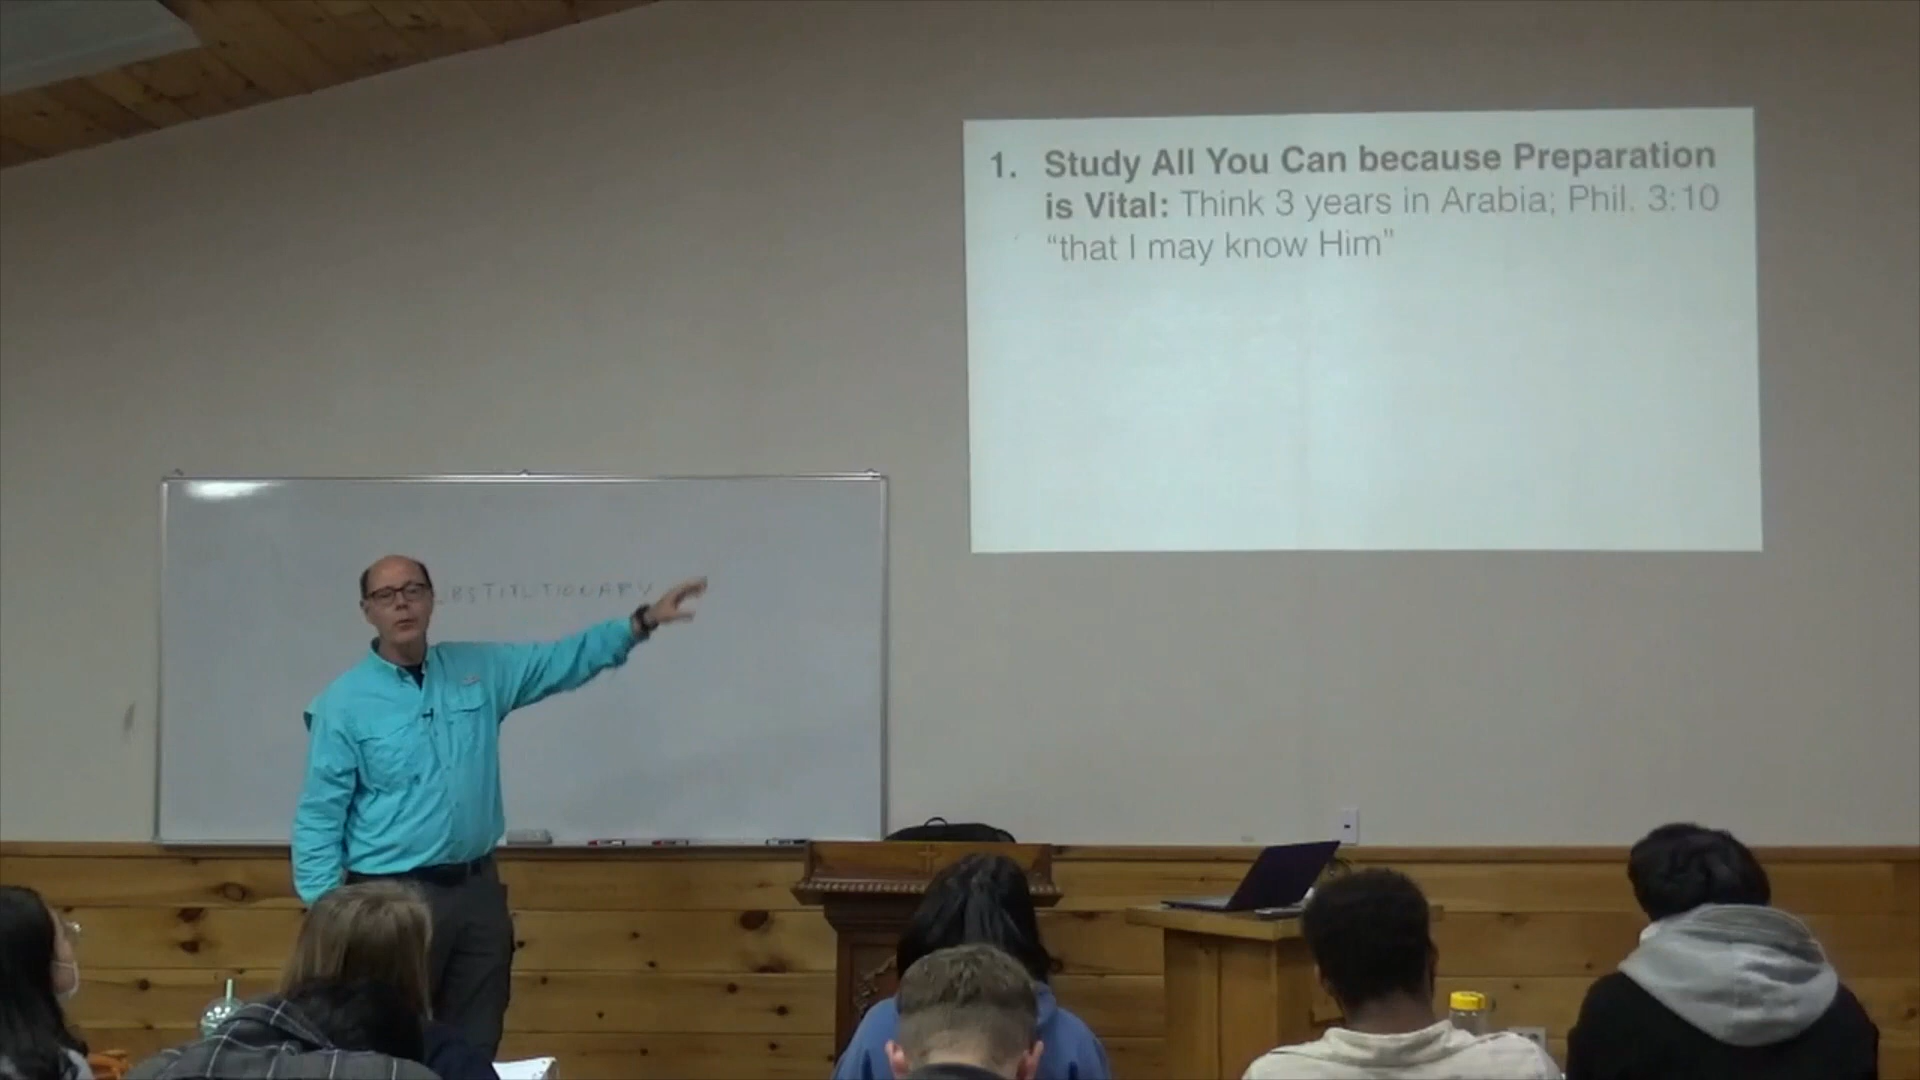 1. Study All You Can because Preparation
is Vital: Think 3 years in Arabia; Phil. 3:10
“that I may know Him”